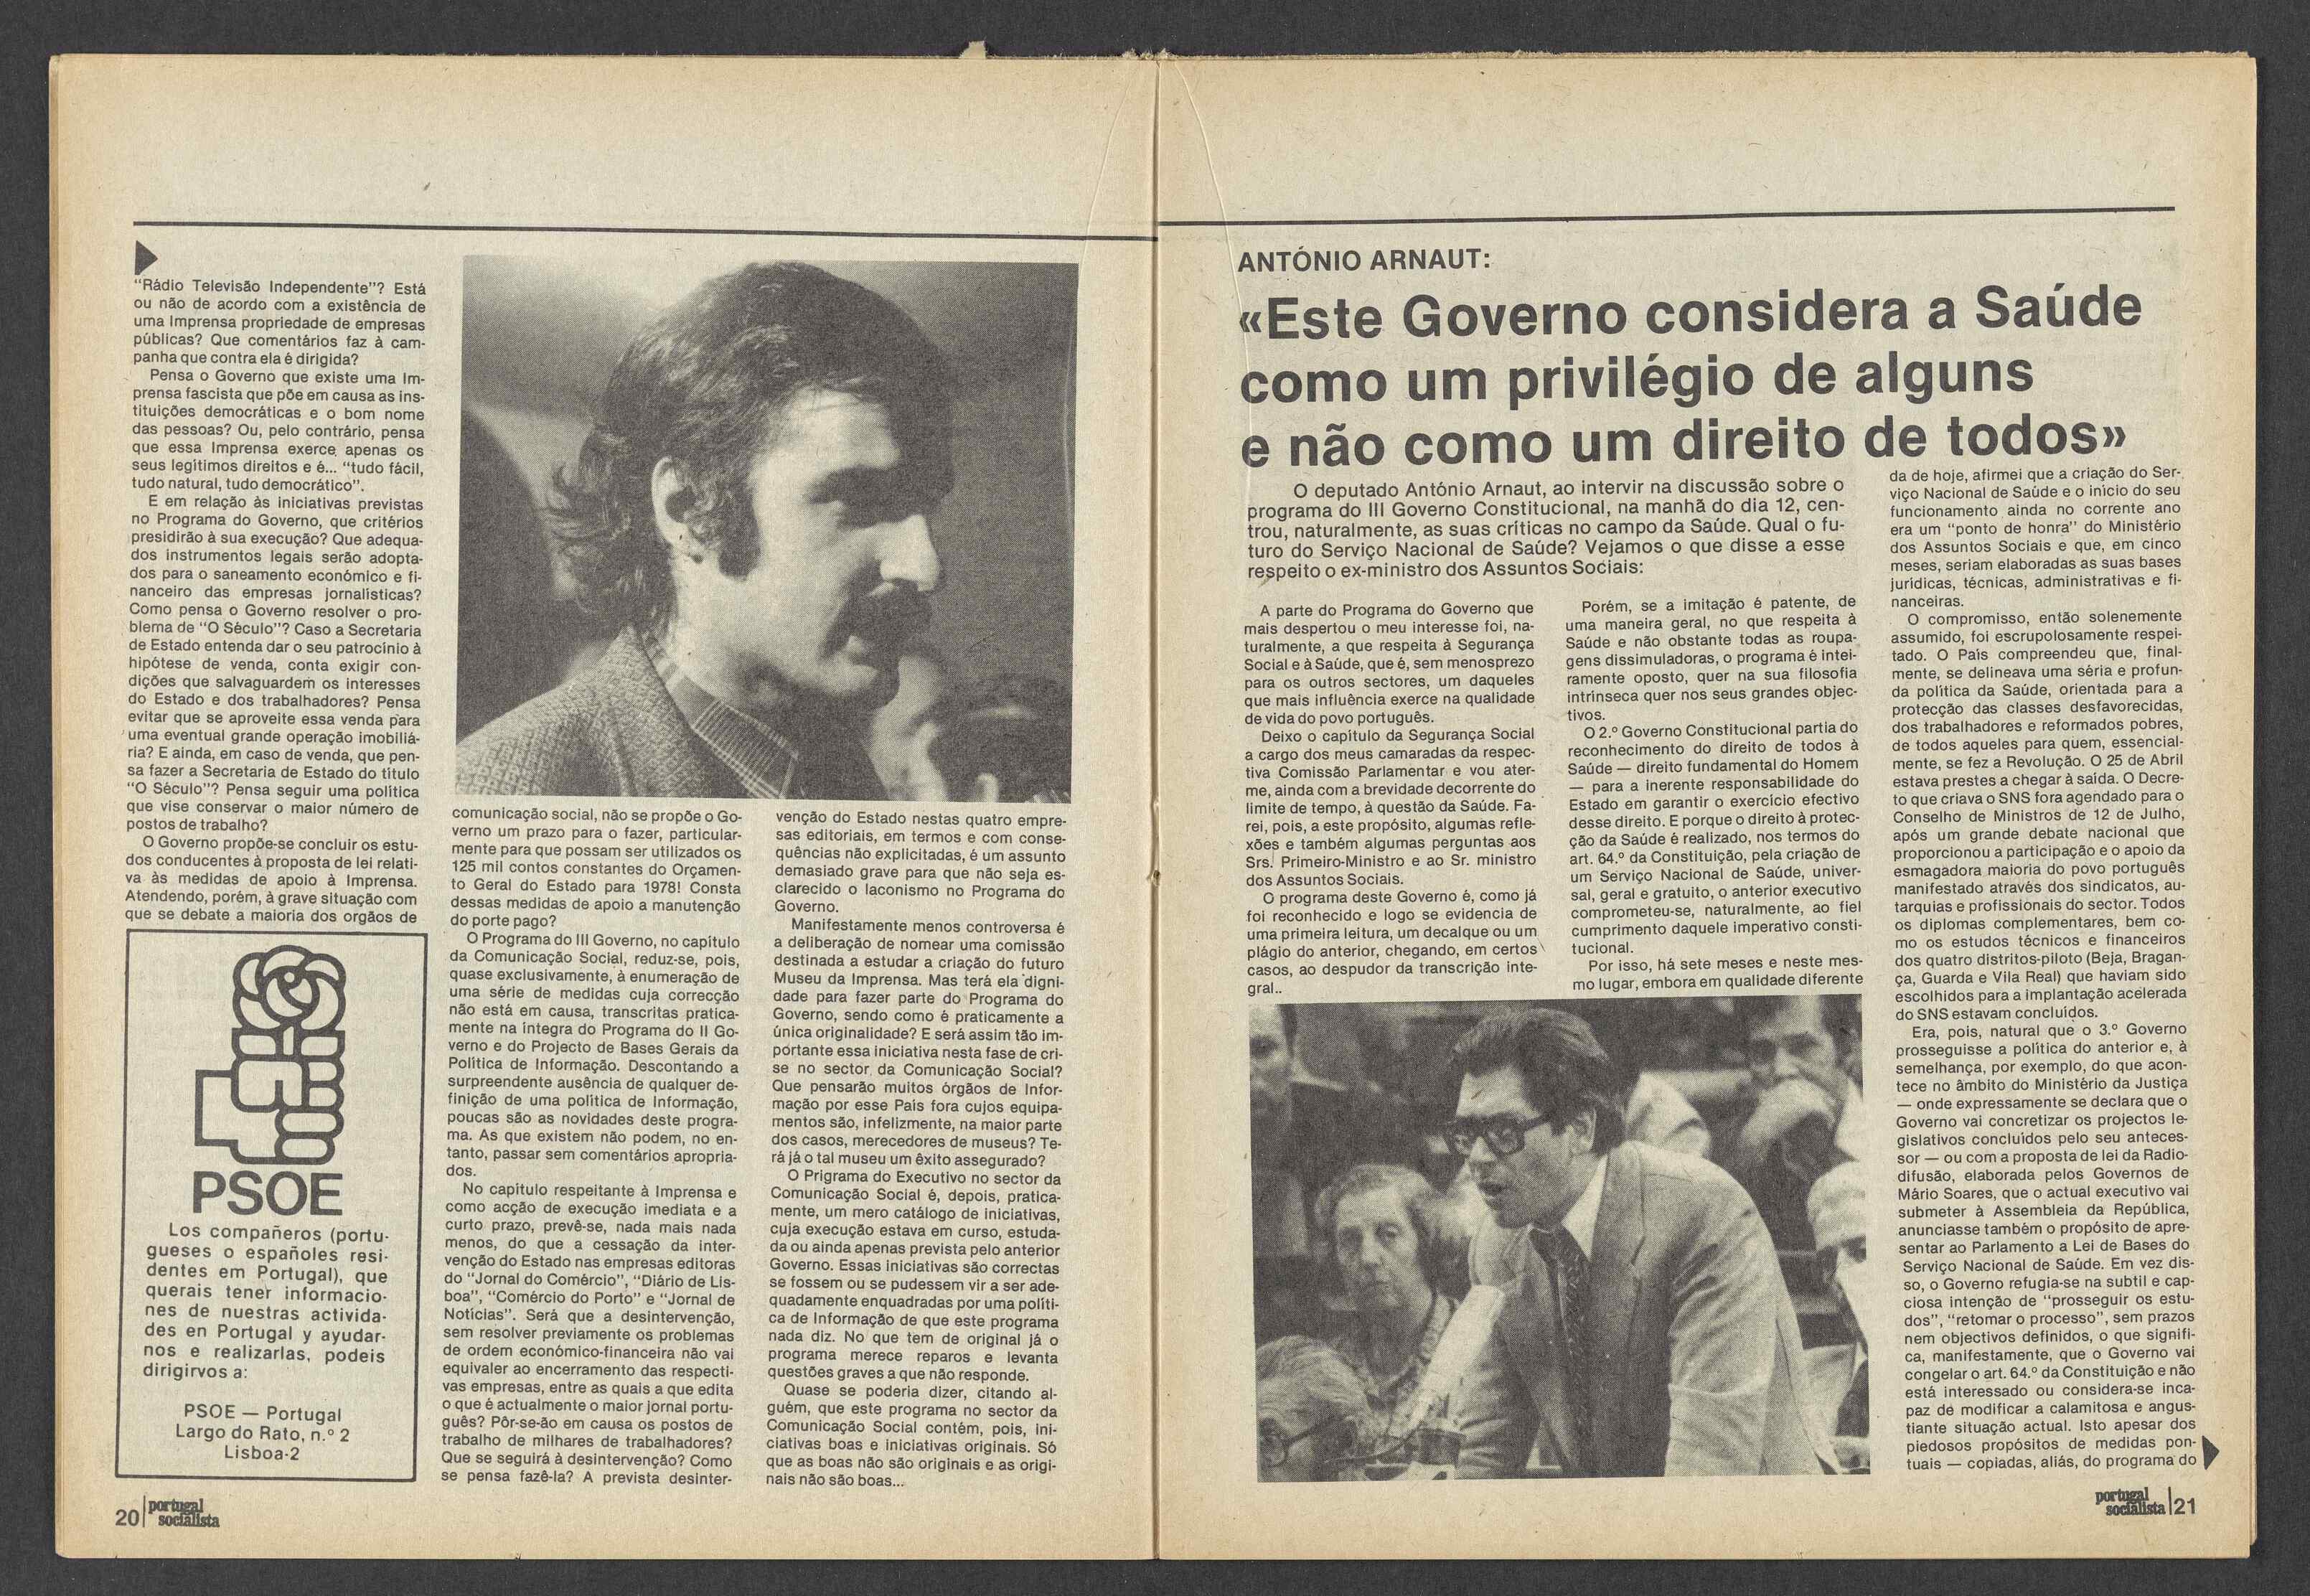 “Rádio Televisão Independente”? Está
ou não de acordo com a existência de
uma Imprensa propriedade de empresas
públicas? Que comentários faz à cam-
panha que contra ela é dirigida?
Pensa o Governo que existe uma Im-
prensa fascista que põe em causa as ins-
tituições democráticas e o bom nome
das pessoas? Ou, pelo contrário, pensa
que essa Imprensa exerce apenas os
seus legítimos direitos e é... “tudo fácil,
tudo natural, tudo democrático”.
E em relação às iniciativas previstas
no Programa do Governo, que critérios
presidirão à sua execução? Que adequa-
dos instrumentos legais serão adopta-
dos para o saneamento económico e fi-
nanceiro das empresas jornalísticas?
Como pensa o Governo resolver o pro-
blema de “O Século”? Caso a Secretaria
de Estado entenda dar o seu patrocínio à
hipótese de venda, conta exigir con-
dições que salvaguardem os interesses
do Estado e dos trabalhadores? Pensa
evitar que se aproveite essa venda para
uma eventual grande operação imobiliá-
ria? E ainda, em caso de venda, que pen-
sa fazer a Secretaria de Estado do título
“O Século”? Pensa seguir uma política
que vise conservar o maior número de
postos de trabalho?
O Governo propõe-se concluir os estu-
dos conducentes à proposta de lei relati-
va às medidas de apoio à Imprensa.
Atendendo, porém, à grave situação com
que se debate a maioria dos orgãos de
PSOE
Los compañeros (portu-
gueses o españoles resi-
dentes em Portugal), que
querais tener informacio-
nes de nuestras activida-
des en Portugal y ayudar-
nos e realizarlas, podeis
dirigirvos a:
PSOE — Portugal
Largo do Rato, n.º 2
Lisboa-2
comunicação social, não se propõe o Go-
verno um prazo para o fazer, particular-
mente para que possam ser utilizados os
125 mil contos constantes do Orçamen-
to Geral do Estado para 1978! Consta
dessas medidas de apoio a manutenção
do porte pago?
O Programa do III Governo, no capítulo
da Comunicação Social, reduz-se, pois,
quase exclusivamente, à enumeração de
uma série de medidas cuja correcção
não está em causa, transcritas pratica-
mente na íntegra do Programa do II Go-
verno e do Projecto de Bases Gerais da
Política de Informação. Descontando a
surpreendente ausência de qualquer de-
finição de uma política de Informação,
poucas são as novidades deste progra-
ma. As que existem não podem, no en-
tanto, passar sem comentários apropria-
dos.
No capítulo respeitante à Imprensa e
como acção de execução imediata e a
curto prazo, prevê-se, nada mais nada
menos, do que a cessação da inter-
venção do Estado nas empresas editoras
do “Jornal do Comércio”, “Diário de Lis-
boa”, “Comércio do Porto” e “Jornal de
Notícias”. Será que a desintervenção,
sem resolver previamente os problemas
de ordem económico-financeira não vai
equivaler ao encerramento das respecti-
vas empresas, entre as quais a que edita
o que é actualmente o maior jornal portu-
guês? Pôr-se-ão em causa os postos de
trabalho de milhares de trabalhadores?
Que se seguirá à desintervenção? Como
se pensa fazê-la? A prevista desinter-
venção do Estado nestas quatro empre-
sas editoriais, em termos e com conse-
quências não explicitadas, é um assunto
demasiado grave para que não seja es-
clarecido o laconismo no Programa do
Governo.
Manifestamente menos controversa é
a deliberação de nomear uma comissão
destinada a estudar a criação do futuro
Museu da Imprensa. Mas terá ela digni-
dade para fazer parte do Programa do
Governo, sendo como é praticamente a
única originalidade? E será assim tão im-
portante essa iniciativa nesta fase de cri-
se no sector da Comunicação Social?
Que pensarão muitos órgãos de Infor-
mação por esse País fora cujos equipa-
mentos são, infelizmente, na maior parte
dos casos, merecedores de museus? Te-
rá já o tal museu um êxito assegurado?
O Prigrama do Executivo no sector da
Comunicação Social é, depois, pratica-
mente, um mero catálogo de iniciativas,
cuja execução estava em curso, estuda-
da ou ainda apenas prevista pelo anterior
Governo. Essas iniciativas são correctas
se fossem ou se pudessem vir a ser ade-
quadamente enquadradas por uma políti-
ca de Informação de que este programa
nada diz. No que tem de original já o
programa merece reparos e levanta
questões graves a que não responde.
Quase se poderia dizer, citando al-
guém, que este programa no sector da
Comunicação Social contém, pois, ini-
ciativas boas e iniciativas originais. Só
que as boas não são originais e as origi-
nais não são boas...
20 portugal
socialista
ANTÓNIO ARNAUT:
«Este Governo considera a Saúde
como um privilégio de alguns
e não como um direito de todos»
O deputado António Arnaut, ao intervir na discussão sobre o
programa do III Governo Constitucional, na manhã do dia 12, cen-
trou, naturalmente, as suas críticas no campo da Saúde. Qual o fu-
turo do Serviço Nacional de Saúde? Vejamos o que disse a esse
respeito o ex-ministro dos Assuntos Sociais:
A parte do Programa do Governo que
mais despertou o meu interesse foi, na-
turalmente, a que respeita à Segurança
Social e à Saúde, que é, sem menosprezo
para os outros sectores, um daqueles
que mais influência exerce na qualidade
de vida do povo português.
Deixo o capítulo da Segurança Social
a cargo dos meus camaradas da respec-
tiva Comissão Parlamentar e vou ater-
me, ainda com a brevidade decorrente do
limite de tempo, à questão da Saúde. Fa-
rei, pois, a este propósito, algumas refle-
xões e também algumas perguntas aos
Srs. Primeiro-Ministro e ao Sr. ministro
dos Assuntos Sociais.
O programa deste Governo é, como já
foi reconhecido e logo se evidencia de
uma primeira leitura, um decalque ou um
plágio do anterior, chegando, em certos
casos, ao despudor da transcrição inte-
gral..
Porém, se a imitação é patente, de
uma maneira geral, no que respeita à
Saúde e não obstante todas as roupa-
gens dissimuladoras, o programa é intei-
ramente oposto, quer na sua filosofia
intrínseca quer nos seus grandes objec-
tivos.
O 2.º Governo Constitucional partia do
reconhecimento do direito de todos à
Saúde — direito fundamental do Homem
— para a inerente responsabilidade do
Estado em garantir o exercício efectivo
desse direito. E porque o direito à protec-
ção da Saúde é realizado, nos termos do
art. 64.º da Constituição, pela criação de
um Serviço Nacional de Saúde, univer-
sal, geral e gratuito, o anterior executivo
comprometeu-se, naturalmente, ao fiel
cumprimento daquele imperativo consti-
tucional.
Por isso, há sete meses e neste mes-
mo lugar, embora em qualidade diferente
da de hoje, afirmei que a criação do Ser-
viço Nacional de Saúde e o início do seu
funcionamento ainda no corrente ano
era um “ponto de honra” do Ministério
dos Assuntos Sociais e que, em cinco
meses, seriam elaboradas as suas bases
jurídicas, técnicas, administrativas e fi-
nanceiras.
O compromisso, então solenemente
assumido, foi escrupolosamente respei-
tado. O País compreendeu que, final-
mente, se delineava uma séria e profun-
da política da Saúde, orientada para a
protecção das classes desfavorecidas,
dos trabalhadores e reformados pobres,
de todos aqueles para quem, essencial-
mente, se fez a Revolução. O 25 de Abril
estava prestes a chegar à saída. O Decre-
to que criava o SNS fora agendado para o
Conselho de Ministros de 12 de Julho,
após um grande debate nacional que
proporcionou a participação e o apoio da
esmagadora maioria do povo português
manifestado através dos sindicatos, au-
tarquias e profissionais do sector. Todos
os diplomas complementares, bem co-
mo os estudos técnicos e financeiros
dos quatro distritos-piloto (Beja, Bragan-
ça, Guarda e Vila Real) que haviam sido
escolhidos para a implantação acelerada
do SNS estavam concluídos.
Era, pois, natural que o 3.º Governo
prosseguisse a política do anterior e, à
semelhança, por exemplo, do que acon-
tece no âmbito do Ministério da Justiça
— onde expressamente se declara que o
Governo vai concretizar os projectos le-
gislativos concluídos pelo seu anteces-
sor — ou com a proposta de lei da Radio-
difusão, elaborada pelos Governos de
Mário Soares, que o actual executivo vai
submeter à Assembleia da República,
anunciasse também o propósito de apre-
sentar ao Parlamento a Lei de Bases do
Serviço Nacional de Saúde. Em vez dis-
so, o Governo refugia-se na subtil e cap-
ciosa intenção de “prosseguir os estu-
dos”, “retomar o processo”, sem prazos
nem objectivos definidos, o que signifi-
ca, manifestamente, que o Governo vai
congelar o art. 64.º da Constituição e não
está interessado ou considera-se inca-
paz de modificar a calamitosa e angus-
tiante situação actual. Isto apesar dos
piedosos propósitos de medidas pon-
tuais — copiadas, aliás, do programa do
portugal
socialista 21